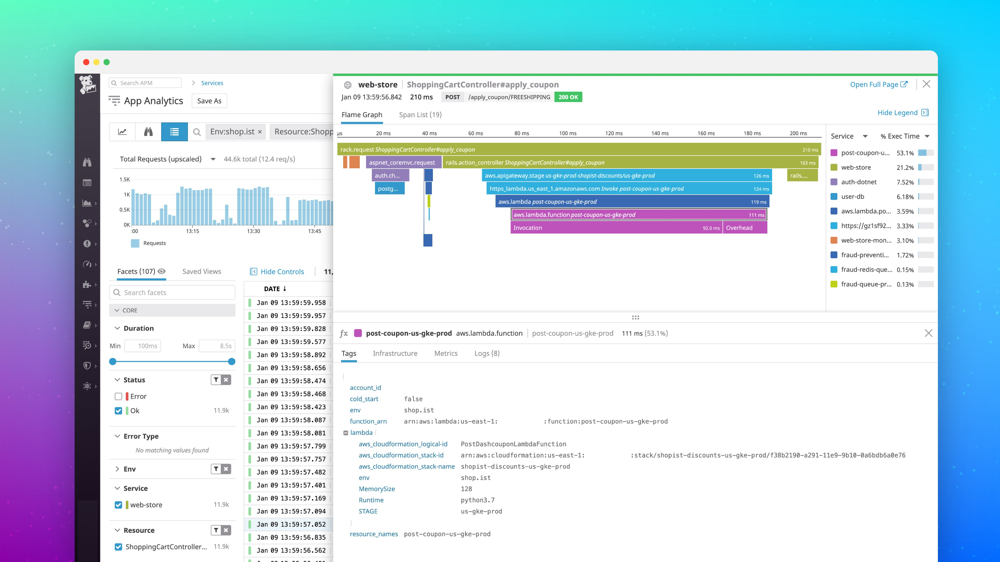 Search APM
Services
App Analytics
Save As
Env:shop.ist ×
Resource:Shopp
Total Requests (upscaled)
44.6k total (12.4 req/s)
1.5K
1K
0.5K
0K
:00
13:15
13:30
13:45
Requests
Facets (107)
Saved Views
Search facets
CORE
Duration
Min 100ms Max 8.5s
Status
Error
Ok 11.9k
Error Type
No matching values found
Env
Service
web-store 11.9k
Resource
ShoppingCartController... 11.9k
Hide Controls
11,
DATE ↓
Jan 09 13:59:59.958
Jan 09 13:59:59.957
Jan 09 13:59:59.828
Jan 09 13:59:59.577
Jan 09 13:59:58.892
Jan 09 13:59:58.656
Jan 09 13:59:58.474
Jan 09 13:59:58.468
Jan 09 13:59:58.423
Jan 09 13:59:58.087
Jan 09 13:59:58.081
Jan 09 13:59:57.799
Jan 09 13:59:57.757
Jan 09 13:59:57.482
Jan 09 13:59:57.401
Jan 09 13:59:57.169
Jan 09 13:59:57.094
Jan 09 13:59:57.052
Jan 09 13:59:56.835
Jan 09 13:59:56.562
web-store ShoppingCartController#apply_coupon
Open Full Page
Jan 09 13:59:56.842 210 ms POST /apply_coupon/FREESHIPPING 200 OK
Flame Graph
Span List (19)
Hide Legend
µs 20 ms 40 ms 60 ms 80 ms 100 ms 120 ms 140 ms 160 ms 180 ms 200 ms
rack.request ShoppingCartController#apply_coupon 210 ms
aspnet_coremvc.request
rails.action_controller ShoppingCartController#apply_coupon 163 ms
auth.ch...
aws.apigateway.stage us-gke-prod-shopist-discounts/us-gke-prod 126 ms
rails....
postg...
https_lambda.us_east_1.amazonaws.com Invoke post-coupon-us-gke-prod 124 ms
aws.lambda post-coupon-us-gke-prod 119 ms
aws.lambda.function post-coupon-us-gke-prod 111 ms
Invocation 92.0 ms
Overhead
Service % Exec Time
post-coupon-u... 53.1%
web-store 21.2%
auth-dotnet 7.52%
user-db 6.18%
aws.lambda.po... 3.59%
https://gz1sf92... 3.33%
web-store-mon... 3.10%
fraud-preventi... 1.72%
fraud-redis-que... 0.15%
fraud-queue-pr... 0.13%
fx post-coupon-us-gke-prod aws.lambda.function post-coupon-us-gke-prod 111 ms (53.1%)
Tags
Infrastructure
Metrics
Logs (8)
{
account_id
cold_start false
env shop.ist
function_arn arn:aws:lambda:us-east-1: :function:post-coupon-us-gke-prod
lambda {
aws_cloudformation_logical-id PostDashcouponLambdaFunction
aws_cloudformation_stack-id arn:aws:cloudformation:us-east-1: :stack/shopist-discounts-us-gke-prod/f38b2190-a291-11e9-9b10-0a6bdb6a0e76
aws_cloudformation_stack-name shopist-discounts-us-gke-prod
env shop.ist
MemorySize 128
Runtime python3.7
STAGE us-gke-prod
}
resource_names post-coupon-us-gke-prod